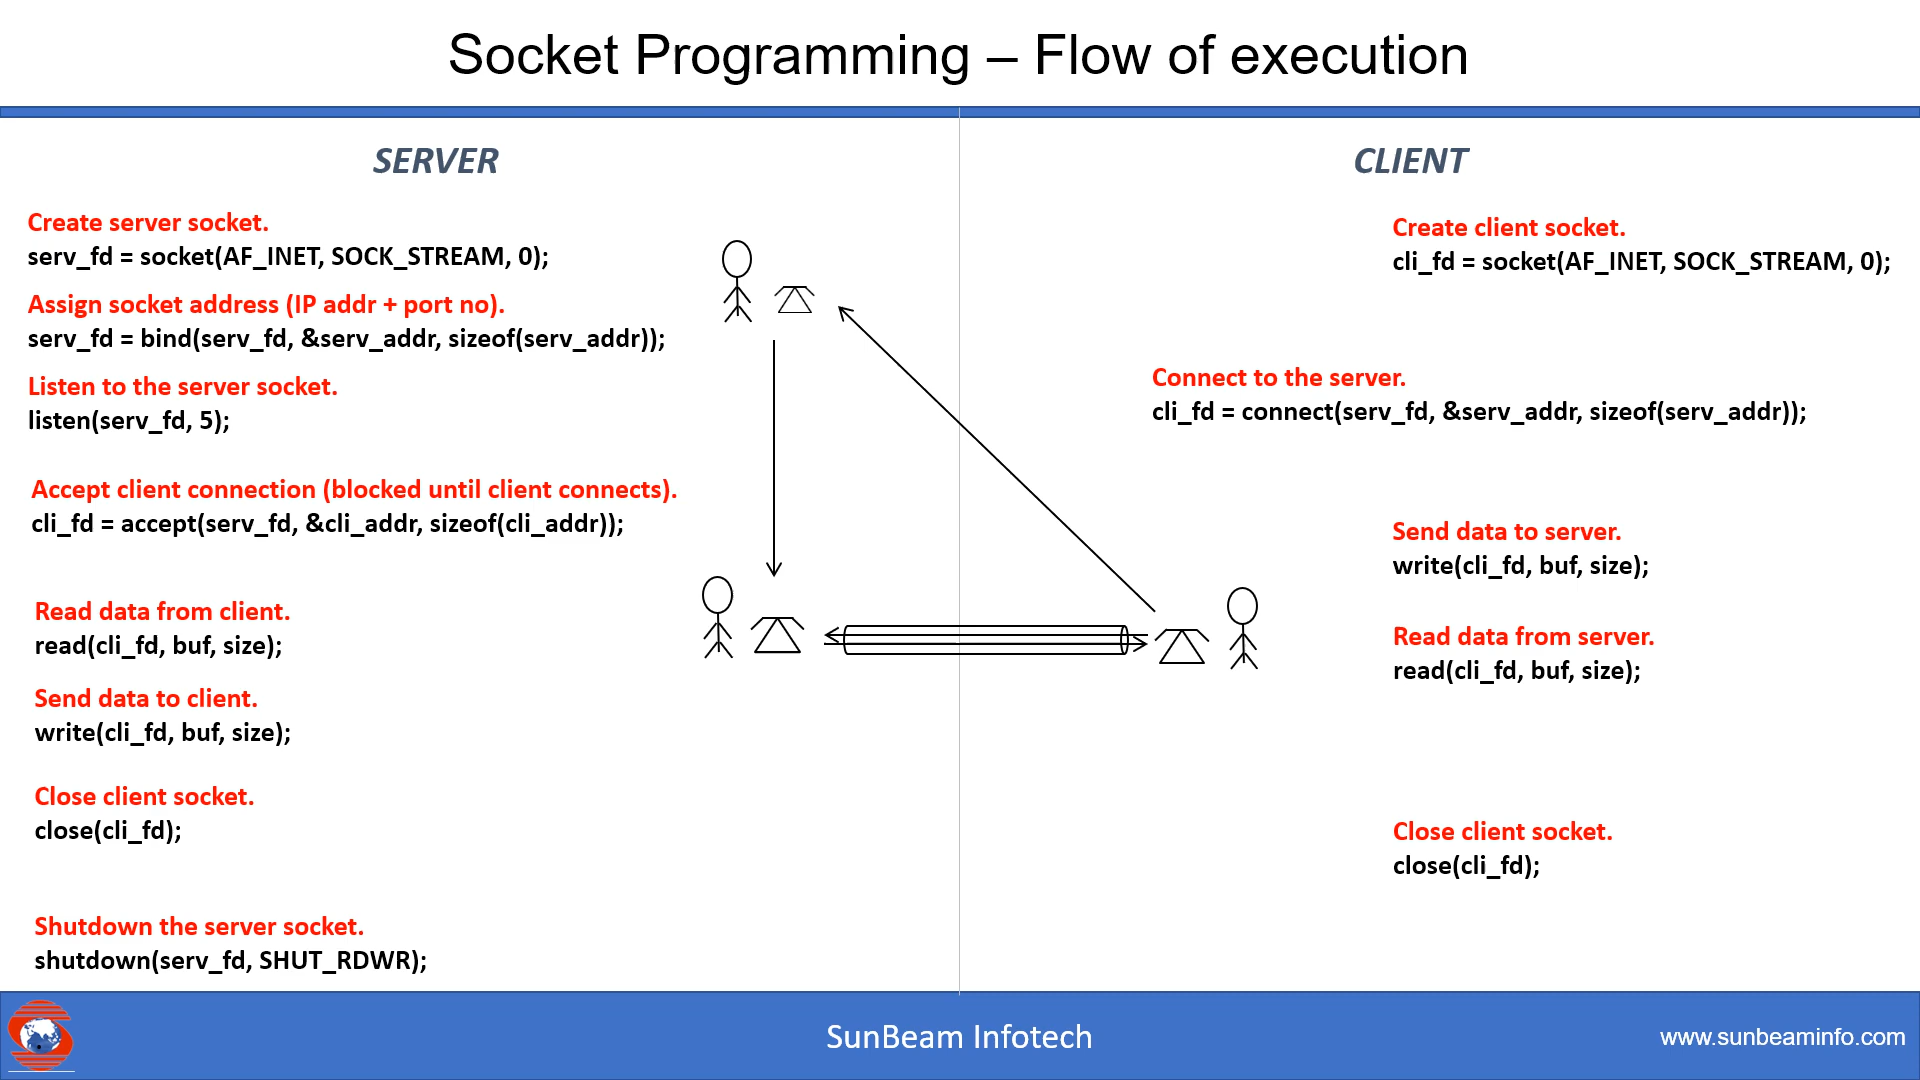 Socket Programming – Flow of execution
SERVER
Create server socket.
serv_fd = socket(AF_INET, SOCK_STREAM, 0);
Assign socket address (IP addr + port no).
serv_fd = bind(serv_fd, &serv_addr, sizeof(serv_addr));
Listen to the server socket.
listen(serv_fd, 5);
Accept client connection (blocked until client connects).
cli_fd = accept(serv_fd, &cli_addr, sizeof(cli_addr));
Read data from client.
read(cli_fd, buf, size);
Send data to client.
write(cli_fd, buf, size);
Close client socket.
close(cli_fd);
Shutdown the server socket.
shutdown(serv_fd, SHUT_RDWR);
CLIENT
Create client socket.
cli_fd = socket(AF_INET, SOCK_STREAM, 0);
Connect to the server.
cli_fd = connect(serv_fd, &serv_addr, sizeof(serv_addr));
Send data to server.
write(cli_fd, buf, size);
Read data from server.
read(cli_fd, buf, size);
Close client socket.
close(cli_fd);
SunBeam Infotech
www.sunbeaminfo.com